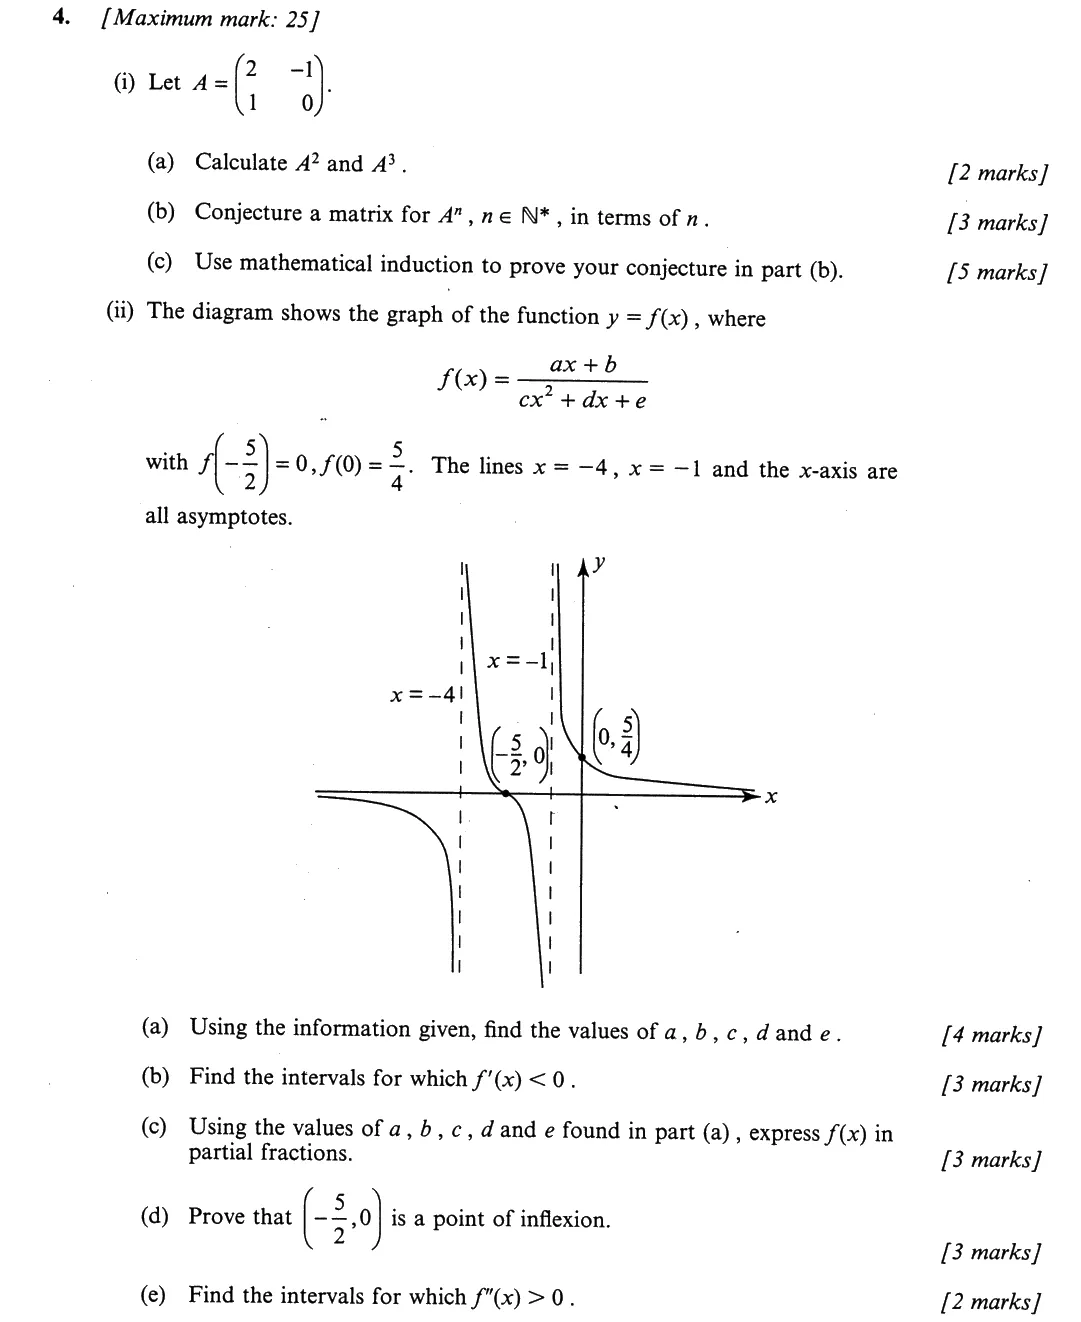 4. [Maximum mark: 25]
(i) Let A = (2 −1
1 0).
(a) Calculate A² and A³ .
[2 marks]
(b) Conjecture a matrix for Aⁿ , n ∈ ℕ* , in terms of n .
[3 marks]
(c) Use mathematical induction to prove your conjecture in part (b).
[5 marks]
(ii) The diagram shows the graph of the function y = f(x) , where
f(x) = (ax + b)/(cx² + dx + e)
with f(−5/2) = 0, f(0) = 5/4. The lines x = −4 , x = −1 and the x-axis are
all asymptotes.
y
x = −1
x = −4
(−5/2, 0)
(0, 5/4)
x
(a) Using the information given, find the values of a , b , c , d and e .
[4 marks]
(b) Find the intervals for which f′(x) < 0 .
[3 marks]
(c) Using the values of a , b , c , d and e found in part (a) , express f(x) in
partial fractions.
[3 marks]
(d) Prove that (−5/2, 0) is a point of inflexion.
[3 marks]
(e) Find the intervals for which f″(x) > 0 .
[2 marks]